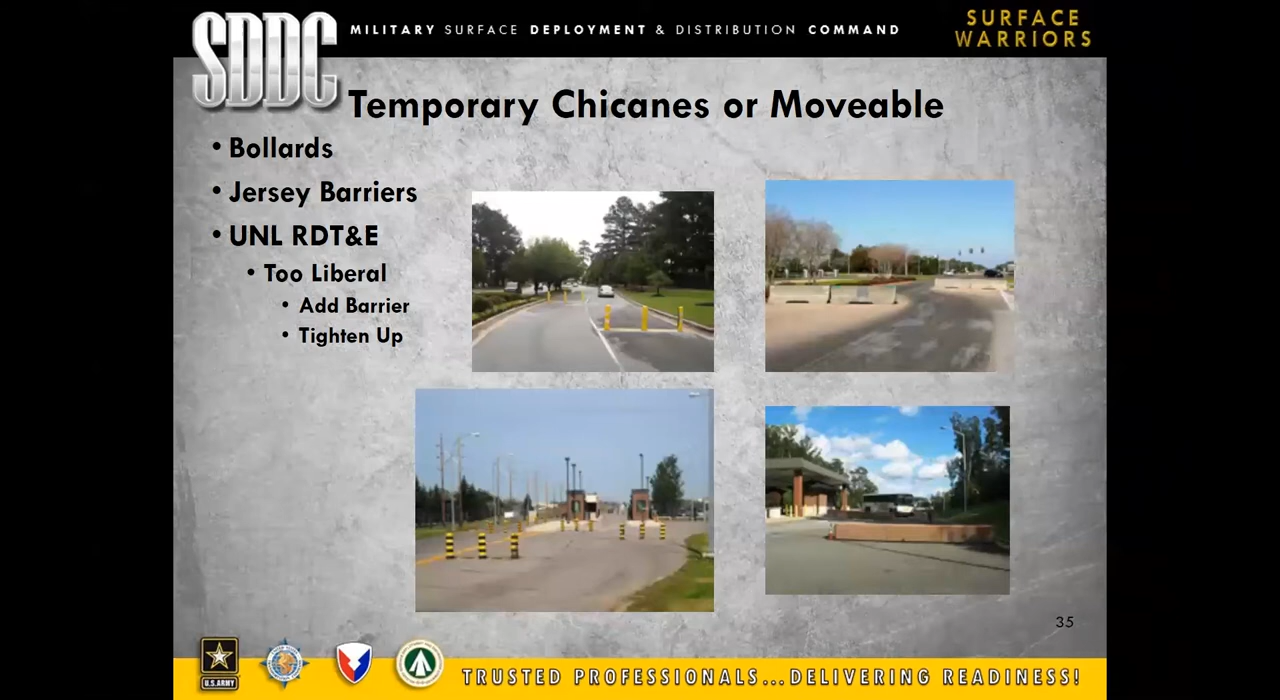 SDDC
MILITARY SURFACE DEPLOYMENT & DISTRIBUTION COMMAND
SURFACE
WARRIORS
Temporary Chicanes or Moveable
• Bollards
• Jersey Barriers
• UNL RDT&E
• Too Liberal
• Add Barrier
• Tighten Up
35
U.S.ARMY
TRUSTED PROFESSIONALS...DELIVERING READINESS!